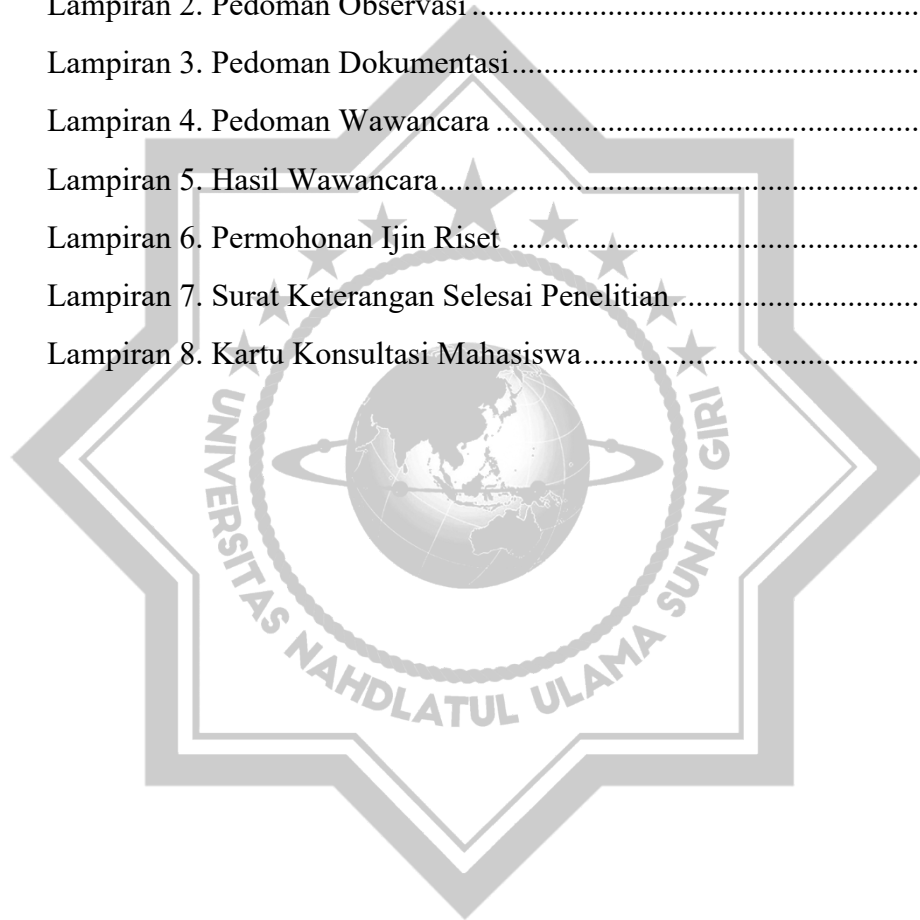 Lampiran 2. Pedoman Observasi ................................................
Lampiran 3. Pedoman Dokumentasi................................................
Lampiran 4. Pedoman Wawancara ................................................
Lampiran 5. Hasil Wawancara................................................
Lampiran 6. Permohonan Ijin Riset ................................................
Lampiran 7. Surat Keterangan Selesai Penitian................................................
Lampiran 8. Kartu Konsultasi Mahasiswa................................................
UNIVERSITAS NAHDLATUL ULAMA SUNAN GIRI